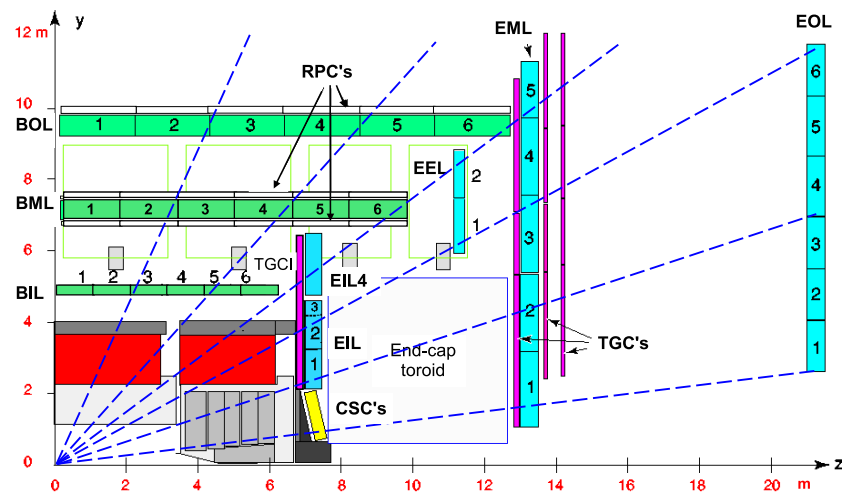 12 m
y
EML
EOL
RPC's
6
5
10
BOL
1 2 3 4 5 6
5
8
EEL
2
4
4
BML
1 2 3 4 5 6
1
6
TGCI
3
3
1 2 3 4 5 6
EIL4
BIL
2
2
4
3
2
EIL
End-cap
toroid
TGC's
1
1
1
2
CSC's
0
z
0 2 4 6 8 10 12 14 16 18 20 m